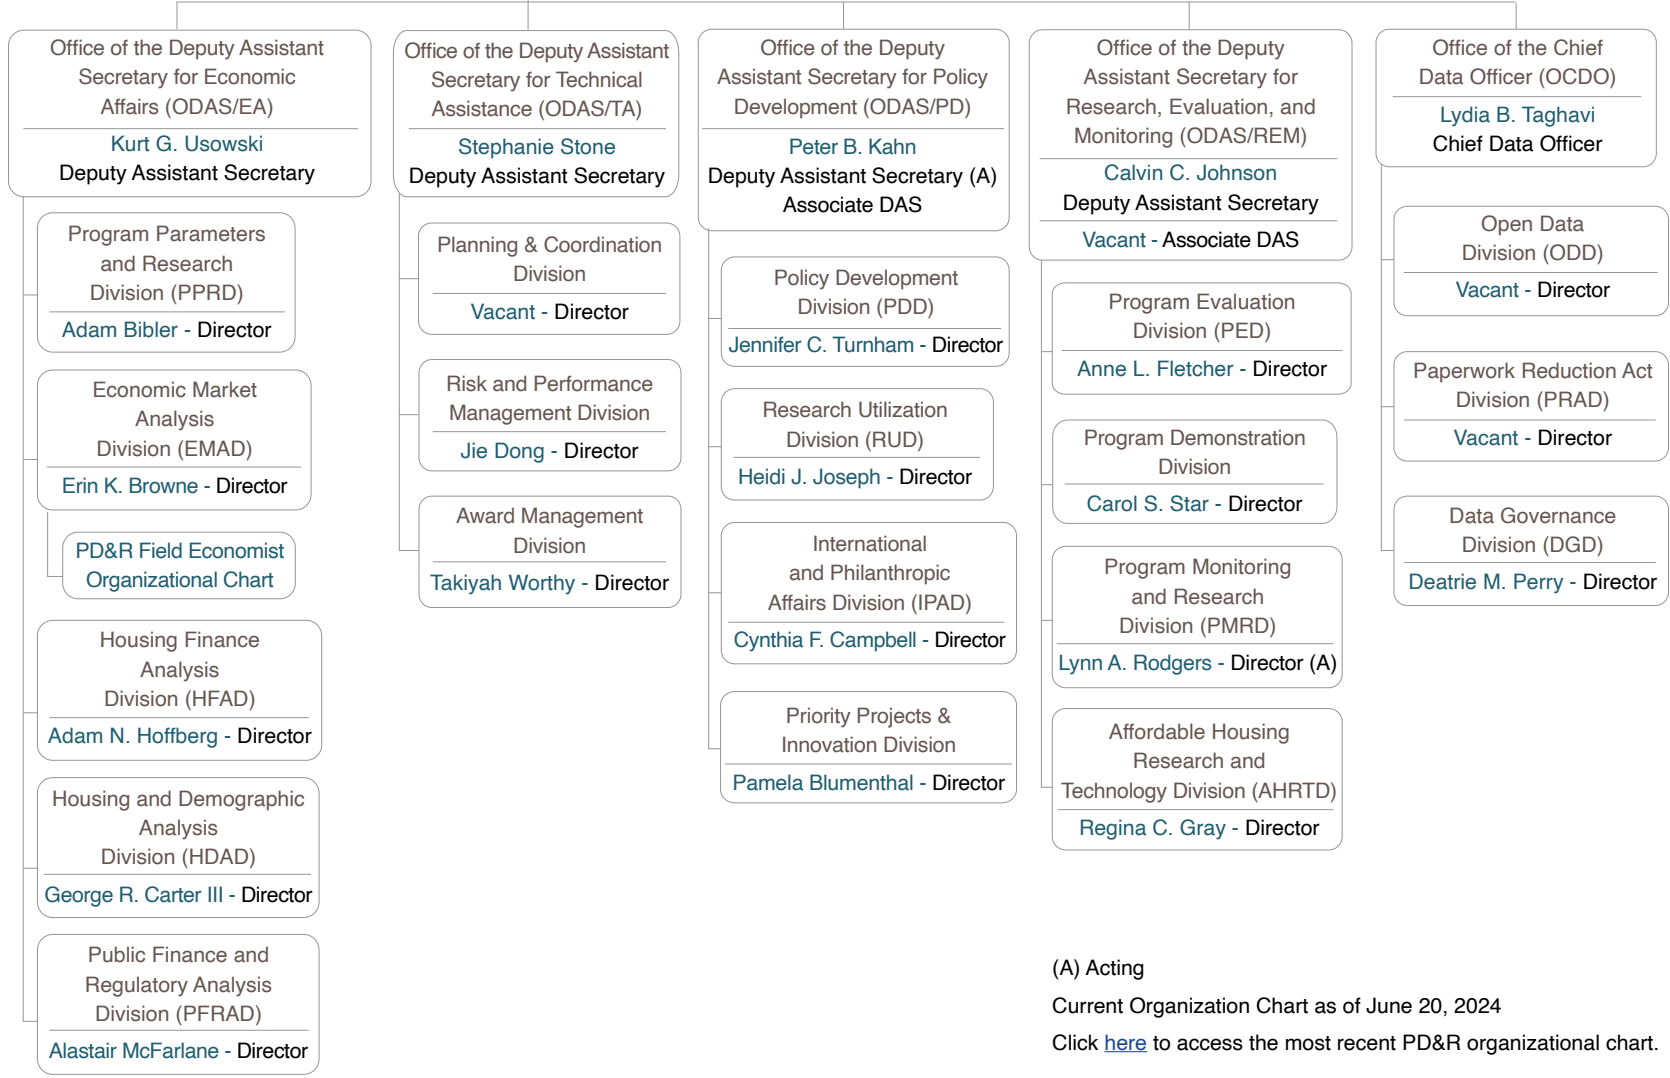 Office of the Deputy Assistant
Secretary for Economic
Affairs (ODAS/EA)
Kurt G. Usowski
Deputy Assistant Secretary
Program Parameters
and Research
Division (PPRD)
Adam Bibler - Director
Economic Market
Analysis
Division (EMAD)
Erin K. Browne - Director
PD&R Field Economist
Organizational Chart
Housing Finance
Analysis
Division (HFAD)
Adam N. Hoffberg - Director
Housing and Demographic
Analysis
Division (HDAD)
George R. Carter III - Director
Public Finance and
Regulatory Analysis
Division (PFRAD)
Alastair McFarlane - Director
Office of the Deputy Assistant
Secretary for Technical
Assistance (ODAS/TA)
Stephanie Stone
Deputy Assistant Secretary
Planning & Coordination
Division
Vacant - Director
Risk and Performance
Management Division
Jie Dong - Director
Award Management
Division
Takiyah Worthy - Director
Office of the Deputy
Assistant Secretary for Policy
Development (ODAS/PD)
Peter B. Kahn
Deputy Assistant Secretary (A)
Associate DAS
Policy Development
Division (PDD)
Jennifer C. Turnham - Director
Research Utilization
Division (RUD)
Heidi J. Joseph - Director
International
and Philanthropic
Affairs Division (IPAD)
Cynthia F. Campbell - Director
Priority Projects &
Innovation Division
Pamela Blumenthal - Director
Office of the Deputy
Assistant Secretary for
Research, Evaluation, and
Monitoring (ODAS/REM)
Calvin C. Johnson
Deputy Assistant Secretary
Vacant - Associate DAS
Program Evaluation
Division (PED)
Anne L. Fletcher - Director
Program Demonstration
Division
Carol S. Star - Director
Program Monitoring
and Research
Division (PMRD)
Lynn A. Rodgers - Director (A)
Affordable Housing
Research and
Technology Division (AHRTD)
Regina C. Gray - Director
Office of the Chief
Data Officer (OCDO)
Lydia B. Taghavi
Chief Data Officer
Open Data
Division (ODD)
Vacant - Director
Paperwork Reduction Act
Division (PRAD)
Vacant - Director
Data Governance
Division (DGD)
Deatrie M. Perry - Director
(A) Acting
Current Organization Chart as of June 20, 2024
Click here to access the most recent PD&R organizational chart.